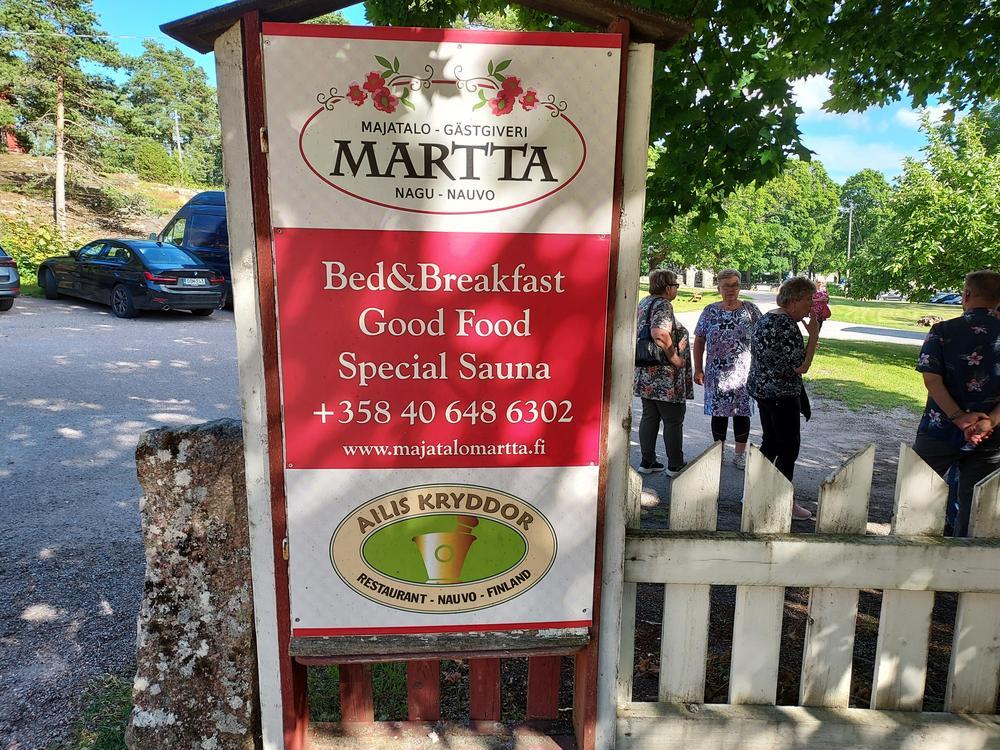 MAJATALO - GÄSTGIVERI
MARTTA
NAGU - NAUVO
Bed&Breakfast
Good Food
Special Sauna
+358 40 648 6302
www.majatalomartta.fi
AILIS KRYDDOR
RESTAURANT - NAUVO - FINLAND